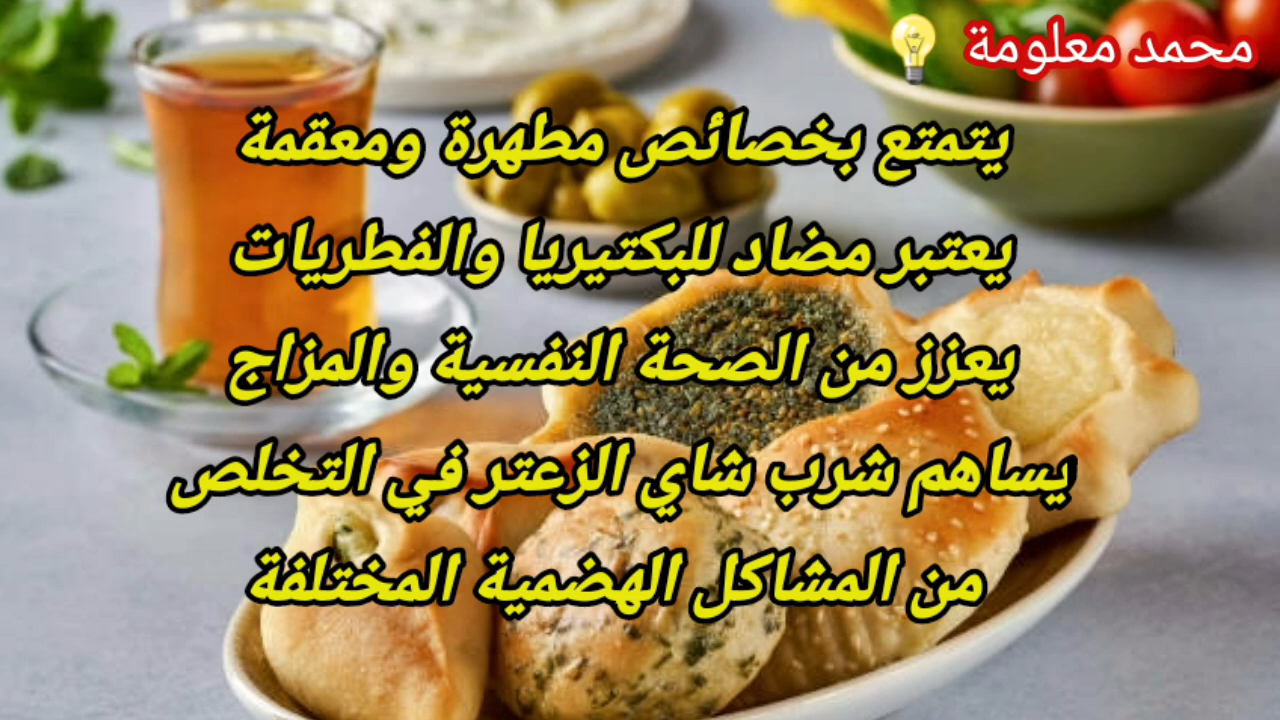 محمد معلومة 💡
يتمتع بخصائص مطهرة ومعقمة
يعتبر مضاد للبكتيريا والفطريات
يعزز من الصحة النفسية والمزاج
يساهم شرب شاي الزعتر في التخلص
من المشاكل الهضمية المختلفة